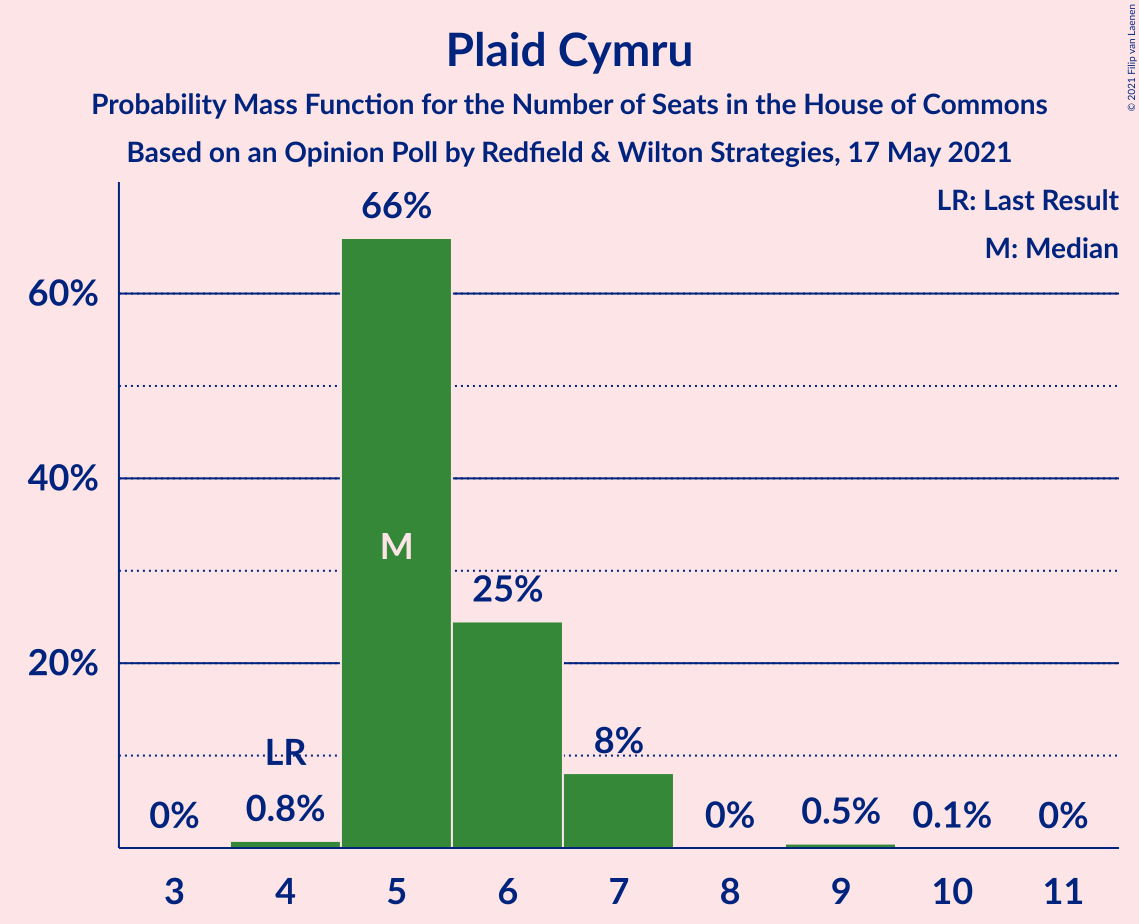 Plaid Cymru
Probability Mass Function for the Number of Seats in the House of Commons
Based on an Opinion Poll by Redfield & Wilton Strategies, 17 May 2021
© 2021 Filip van Laenen
LR: Last Result
M: Median
60%
40%
20%
0%
LR
0.8%
66%
M
25%
8%
0%
0.5%
0.1%
0%
3 4 5 6 7 8 9 10 11